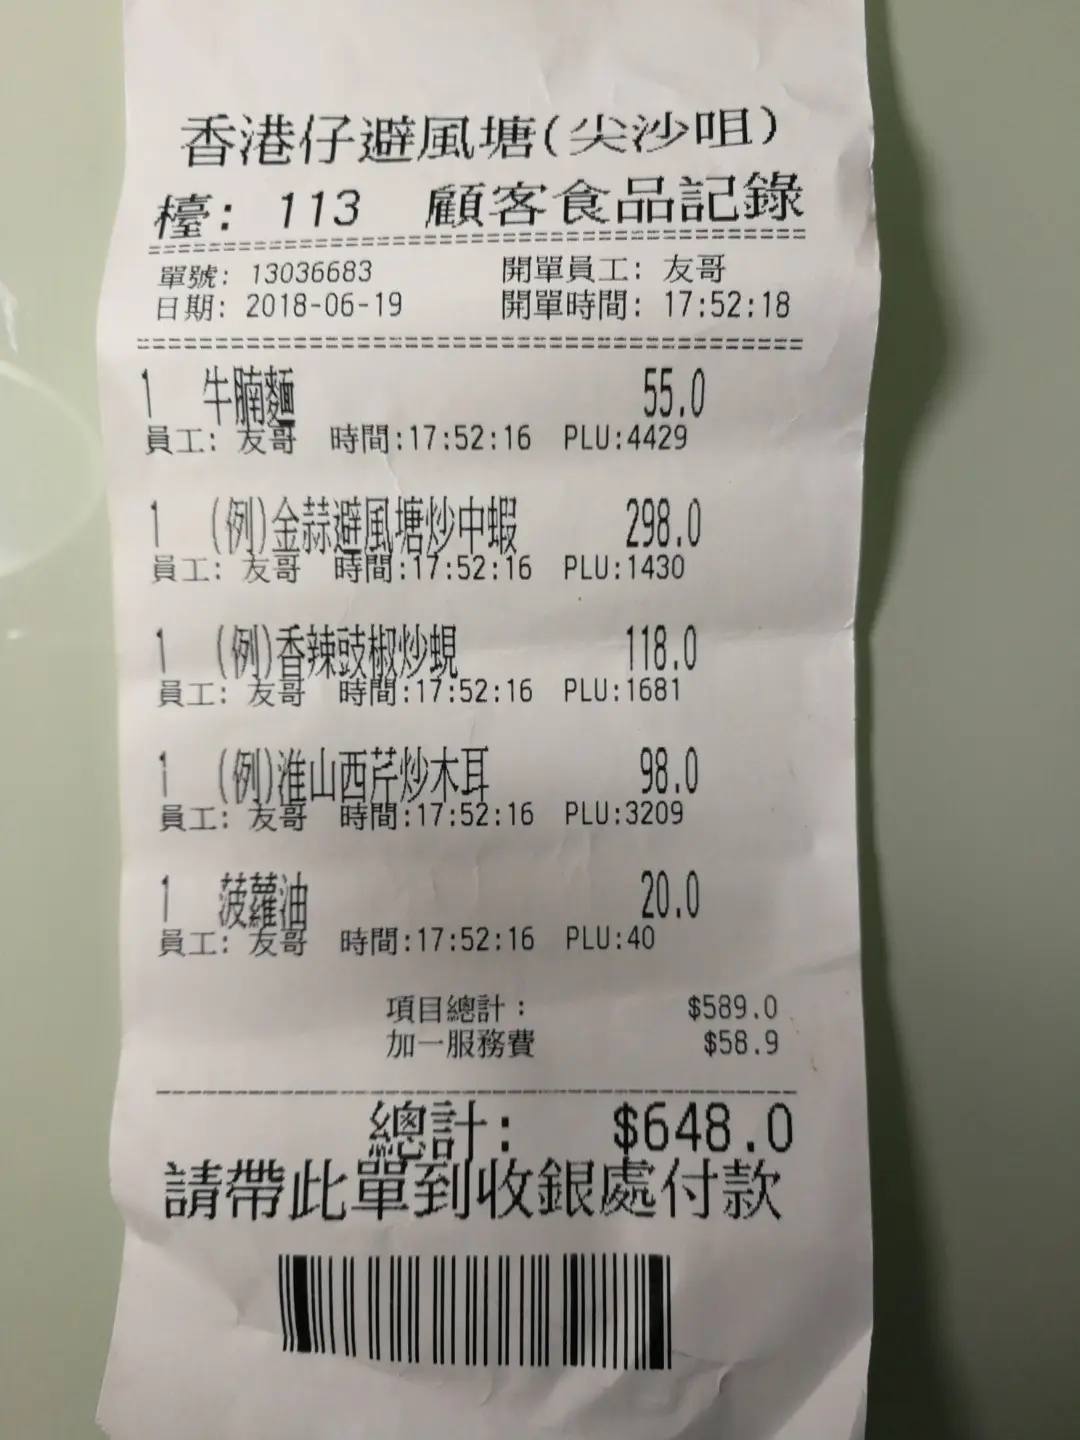 香港仔避風塘(尖沙咀)
檯: 113 顧客食品記錄
單號: 13036683 開單員工: 友哥
日期: 2018-06-19 開單時間: 17:52:18
1 牛腩麵 55.0
員工: 友哥 時間:17:52:16 PLU:4429
1 (例)金蒜避風塘炒中蝦 298.0
員工: 友哥 時間:17:52:16 PLU:1430
1 (例)香辣豉椒炒蜆 118.0
員工: 友哥 時間:17:52:16 PLU:1681
1 (例)淮山西芹炒木耳 98.0
員工: 友哥 時間:17:52:16 PLU:3209
1 菠蘿油 20.0
員工: 友哥 時間:17:52:16 PLU:40
項目總計: $589.0
加一服務費 $58.9
總計: $648.0
請帶此單到收銀處付款